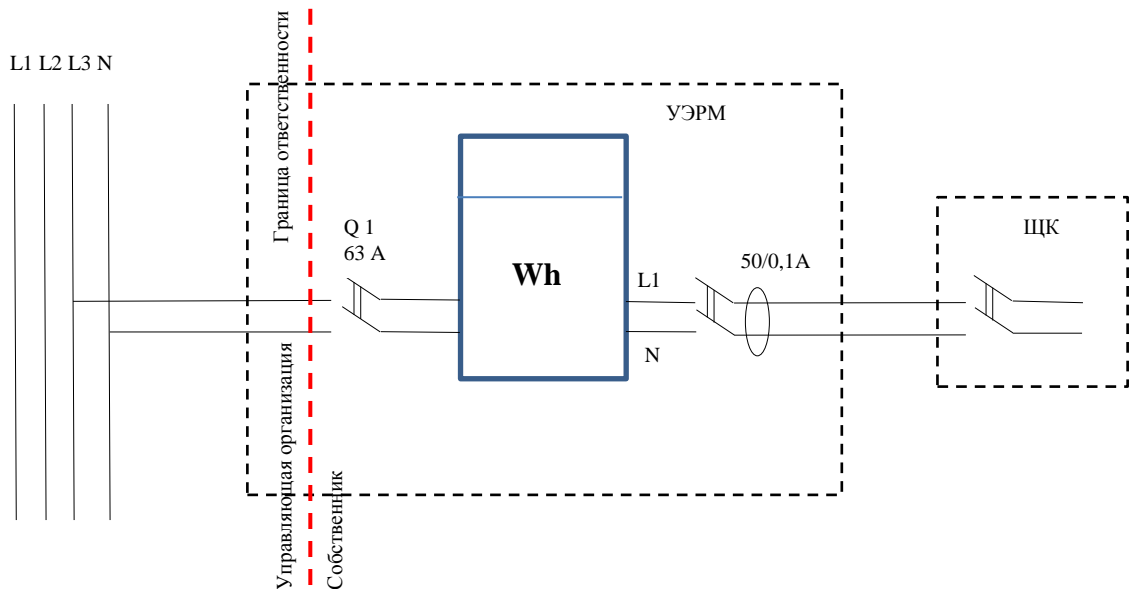 L1 L2 L3 N
Граница ответственности
УЭРМ
Q 1
63 А
Wh
L1
N
50/0,1А
ЩК
Управляющая организация
Собственник